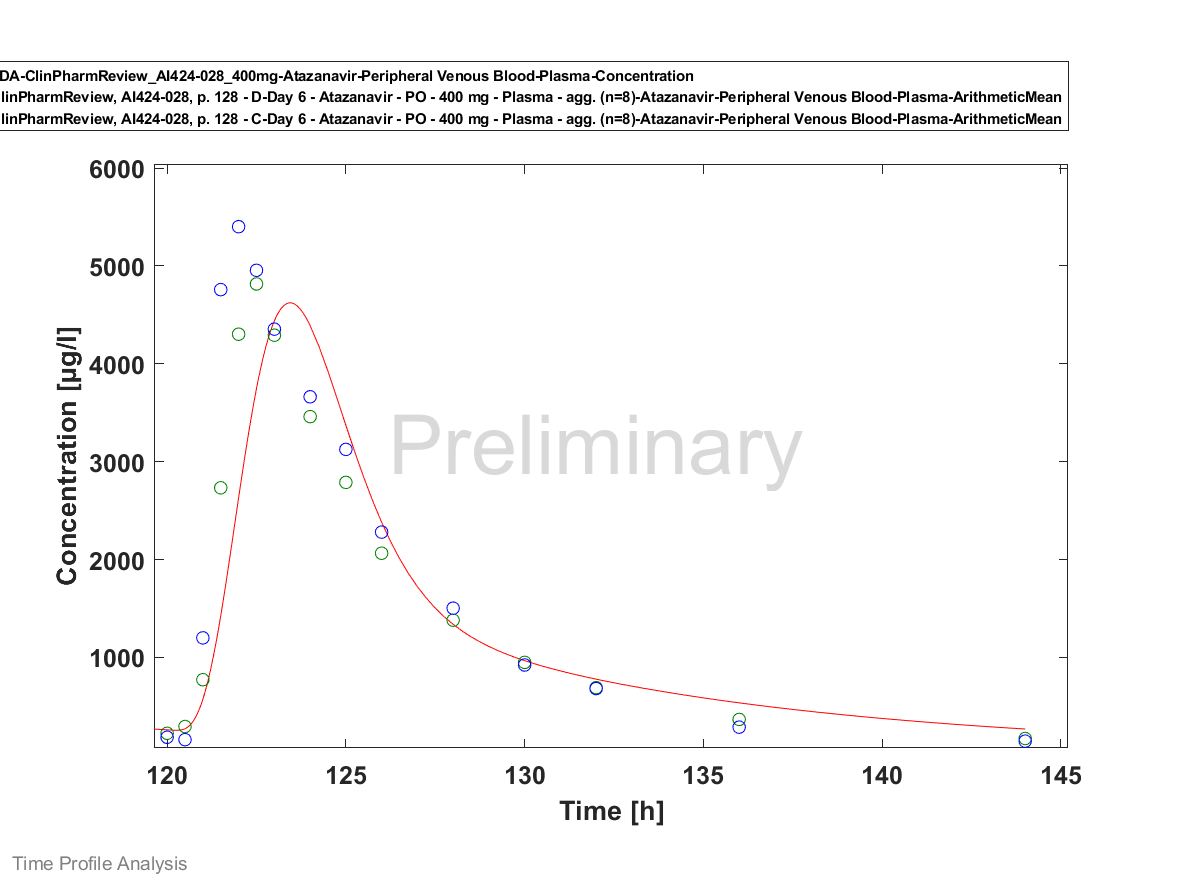 DA-ClinPharmReview_AI424-028_400mg-Atazanavir-Peripheral Venous Blood-Plasma-Concentration
linPharmReview, AI424-028, p. 128 - D-Day 6 - Atazanavir - PO - 400 mg - Plasma - agg. (n=8)-Atazanavir-Peripheral Venous Blood-Plasma-ArithmeticMean
linPharmReview, AI424-028, p. 128 - C-Day 6 - Atazanavir - PO - 400 mg - Plasma - agg. (n=8)-Atazanavir-Peripheral Venous Blood-Plasma-ArithmeticMean
6000
5000
4000
3000
2000
1000
Concentration [µg/l]
Preliminary
120 125 130 135 140 145
Time [h]
Time Profile Analysis